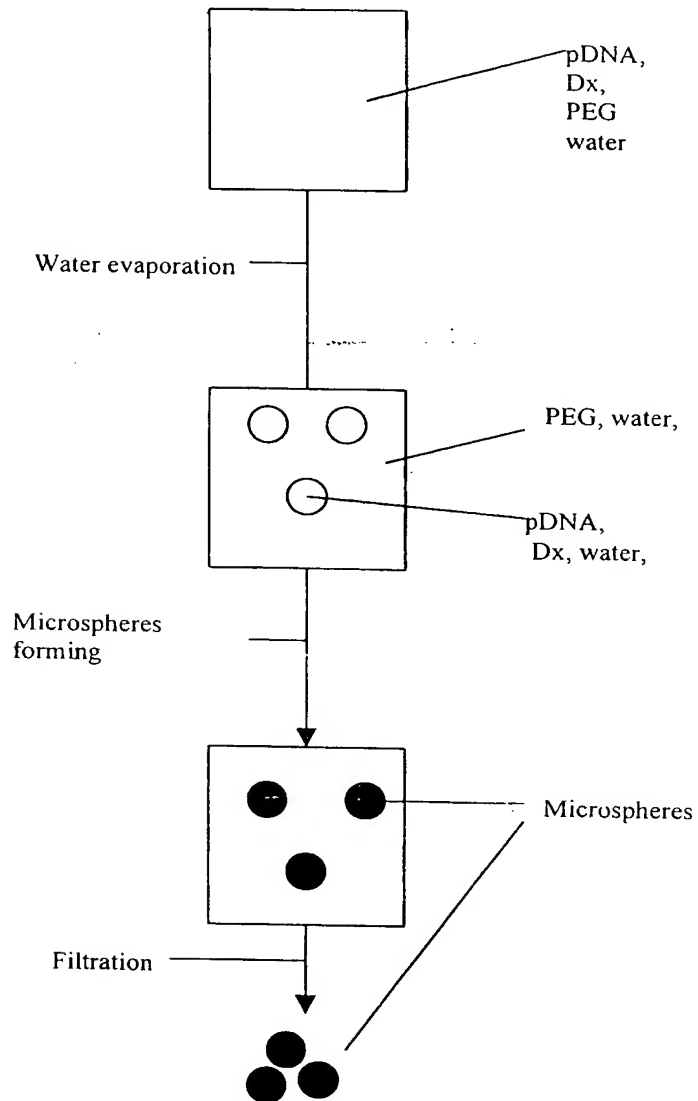 pDNA,
Dx,
PEG
water
Water evaporation
PEG, water,
pDNA,
Dx, water,
Microspheres
forming
Microspheres
Filtration